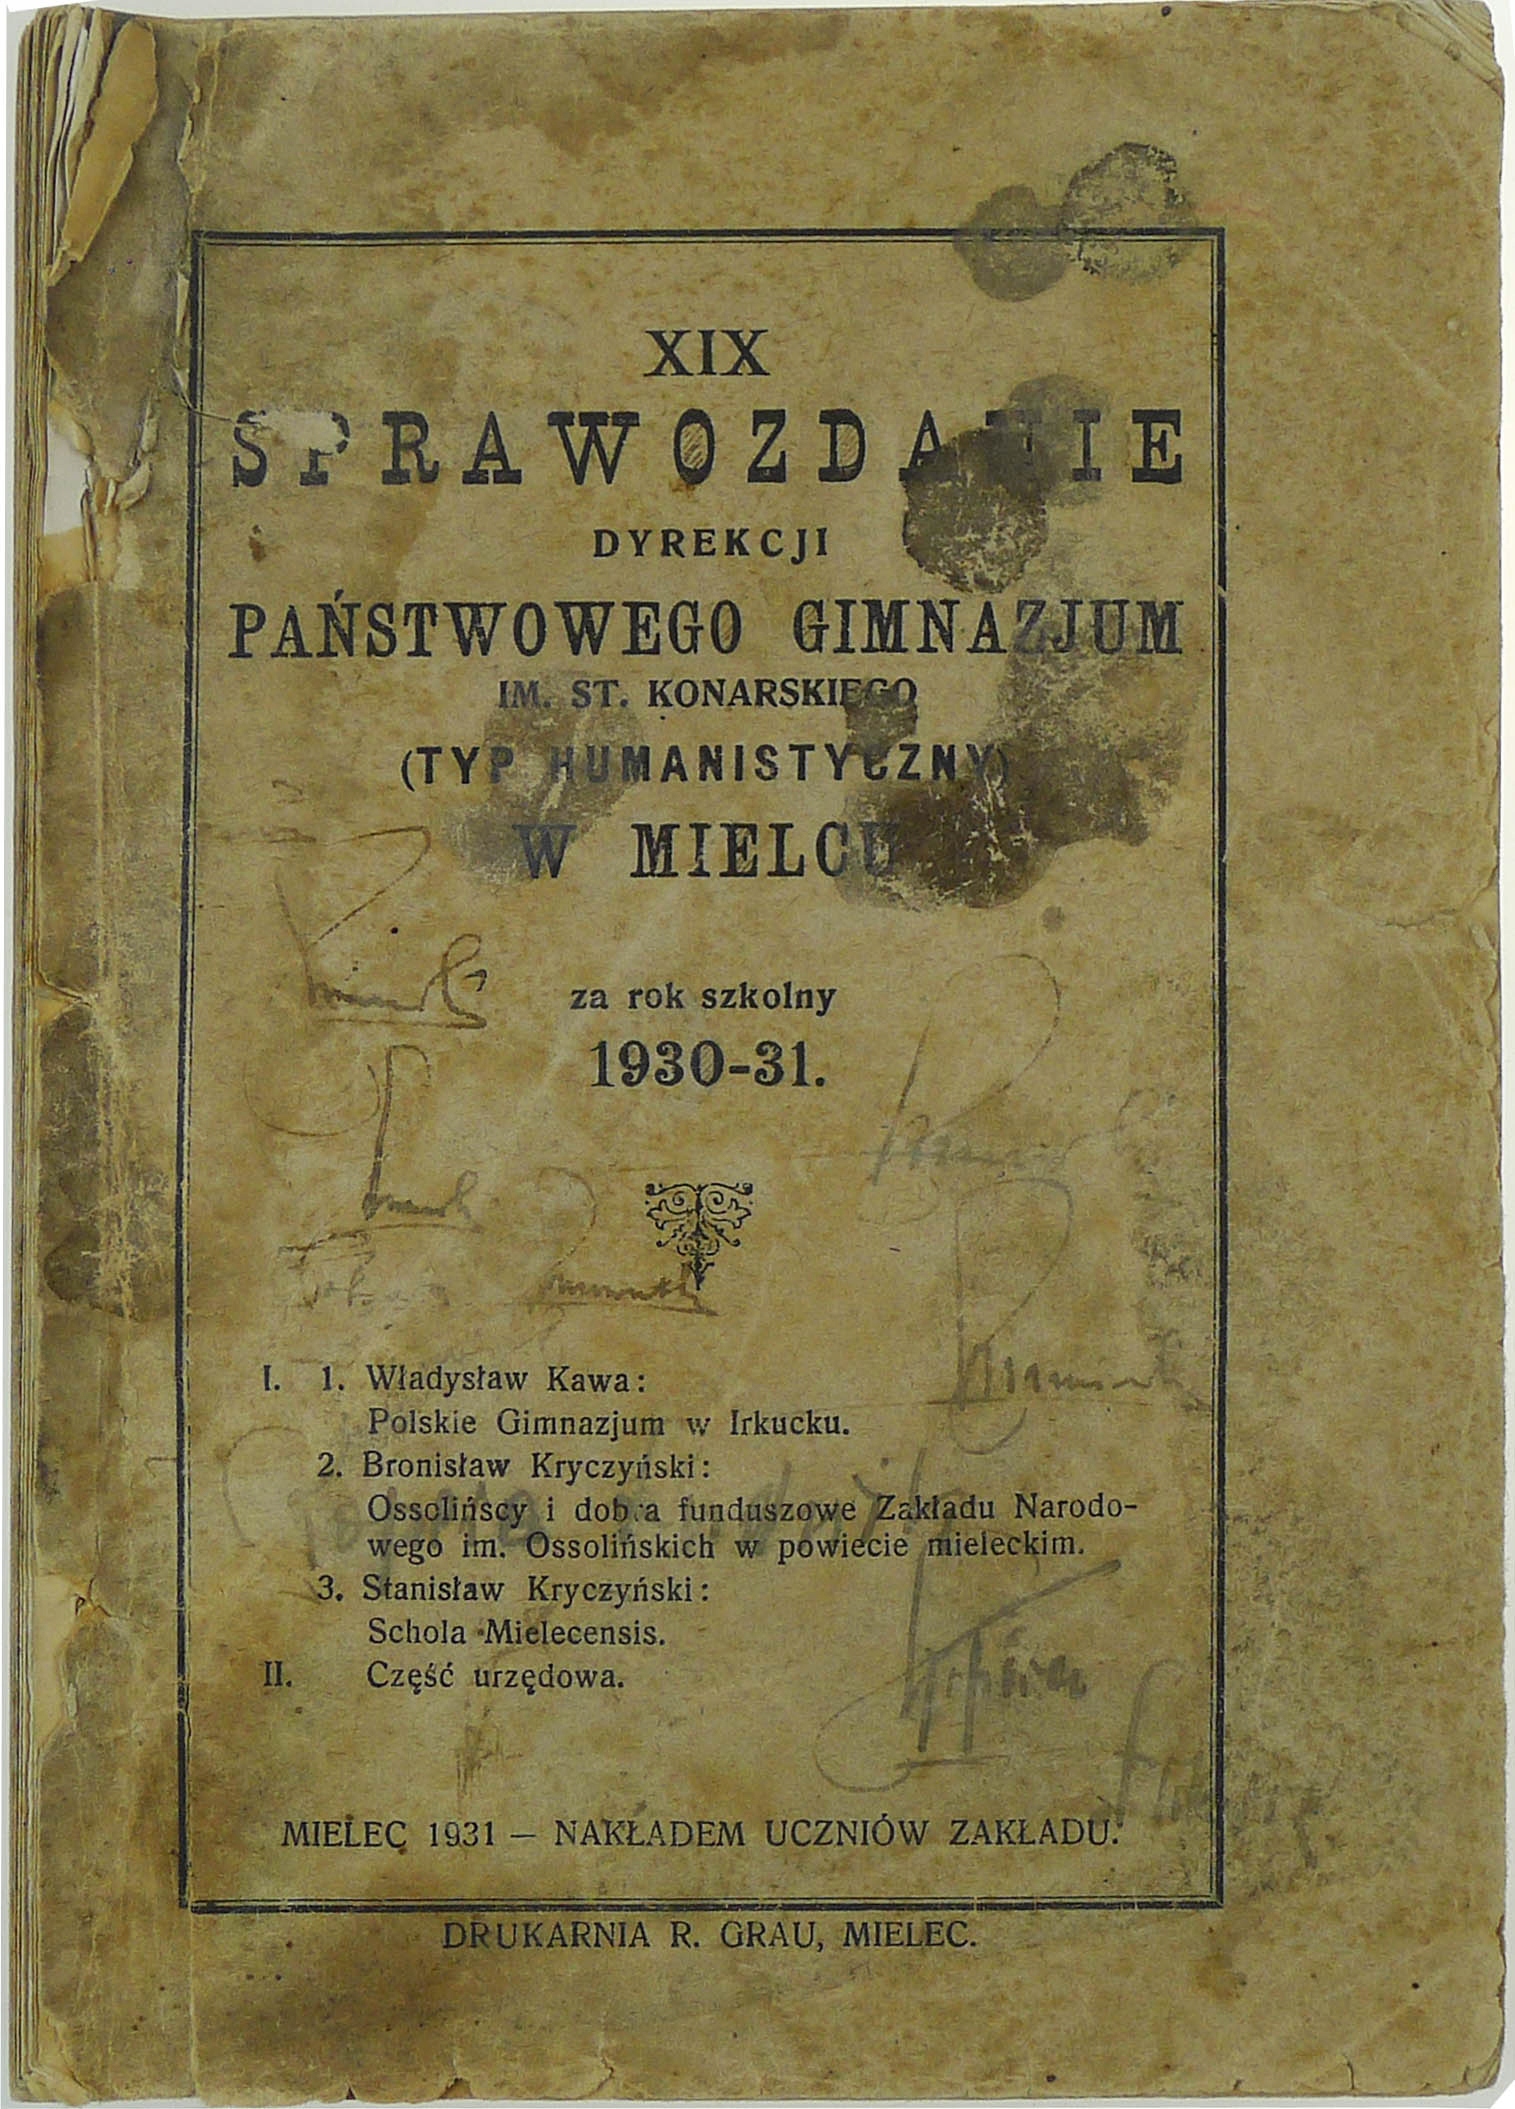 XIX
SPRAWOZDANIE
DYREKCJI
PAŃSTWOWEGO GIMNAZJUM
IM. ST. KONARSKIEGO
(TYP HUMANISTYCZNY)
W MIELCU
za rok szkolny
1930-31.
I. 1. Władysław Kawa:
Polskie Gimnazjum w Irkucku.
2. Bronisław Kryczyński:
Ossolińscy i dobra funduszowe Zakładu Narodo-
wego im. Ossolińskich w powiecie mieleckim.
3. Stanisław Kryczyński:
Schola Mielecensis.
II. Część urzędowa.
MIELEC 1931 — NAKŁADEM UCZNIÓW ZAKŁADU.
DRUKARNIA R. GRAU, MIELEC.